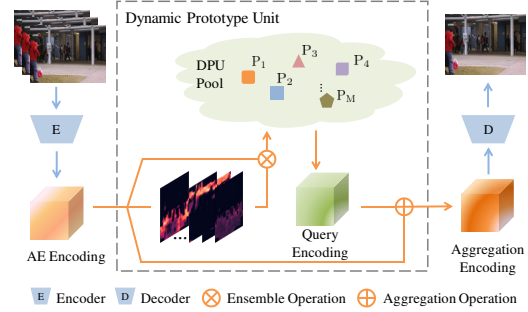 Dynamic Prototype Unit
DPU
Pool
P1
P2
P3
P4
PM
...
E
D
...
AE Encoding
Query
Encoding
Aggregation
Encoding
E Encoder
D Decoder
Ensemble Operation
Aggregation Operation